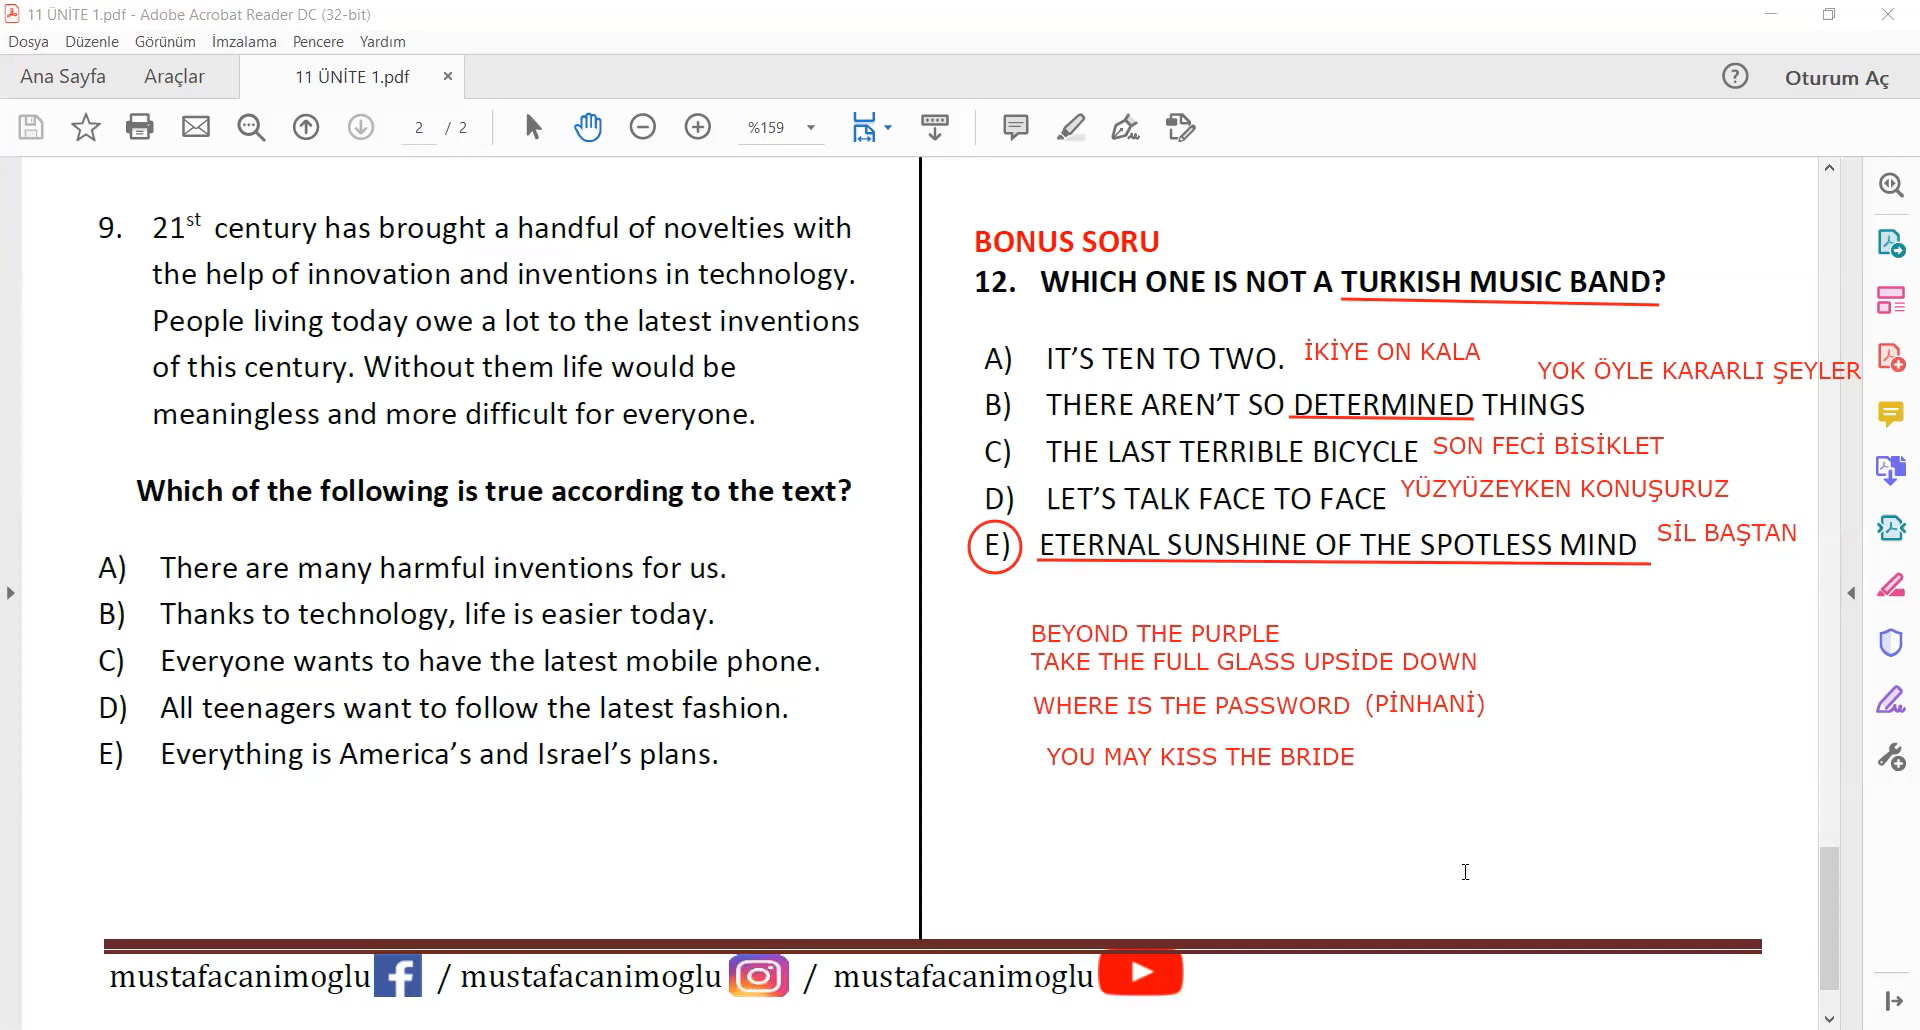 11 ÜNİTE 1.pdf - Adobe Acrobat Reader DC (32-bit)
Dosya Düzenle Görünüm İmzalama Pencere Yardım
Ana Sayfa Araçlar 11 ÜNİTE 1.pdf × Oturum Aç
2 / 2 %159
9. 21st century has brought a handful of novelties with
the help of innovation and inventions in technology.
People living today owe a lot to the latest inventions
of this century. Without them life would be
meaningless and more difficult for everyone.
Which of the following is true according to the text?
A) There are many harmful inventions for us.
B) Thanks to technology, life is easier today.
C) Everyone wants to have the latest mobile phone.
D) All teenagers want to follow the latest fashion.
E) Everything is America’s and Israel’s plans.
BONUS SORU
12. WHICH ONE IS NOT A TURKISH MUSIC BAND?
A) IT’S TEN TO TWO. İKİYE ON KALA
YOK ÖYLE KARARLI ŞEYLER
B) THERE AREN’T SO DETERMINED THINGS
C) THE LAST TERRIBLE BICYCLE SON FECİ BİSİKLET
D) LET’S TALK FACE TO FACE YÜZYÜZEYKEN KONUŞURUZ
E) ETERNAL SUNSHINE OF THE SPOTLESS MIND SİL BAŞTAN
BEYOND THE PURPLE
TAKE THE FULL GLASS UPSİDE DOWN
WHERE IS THE PASSWORD (PİNHANİ)
YOU MAY KISS THE BRIDE
mustafacanimoglu / mustafacanimoglu / mustafacanimoglu